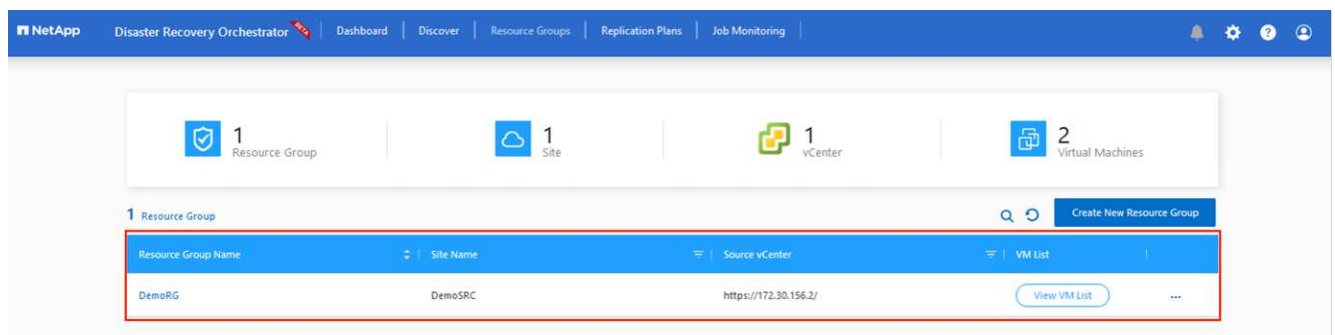 NetApp Disaster Recovery Orchestrator Dashboard Discover Resource Groups Replication Plans Job Monitoring
1 Resource Group
1 Site
1 vCenter
2 Virtual Machines
1 Resource Group Create New Resource Group
Resource Group Name Site Name Source vCenter VM List
DemoRG DemoSRC https://172.30.156.2/ View VM List